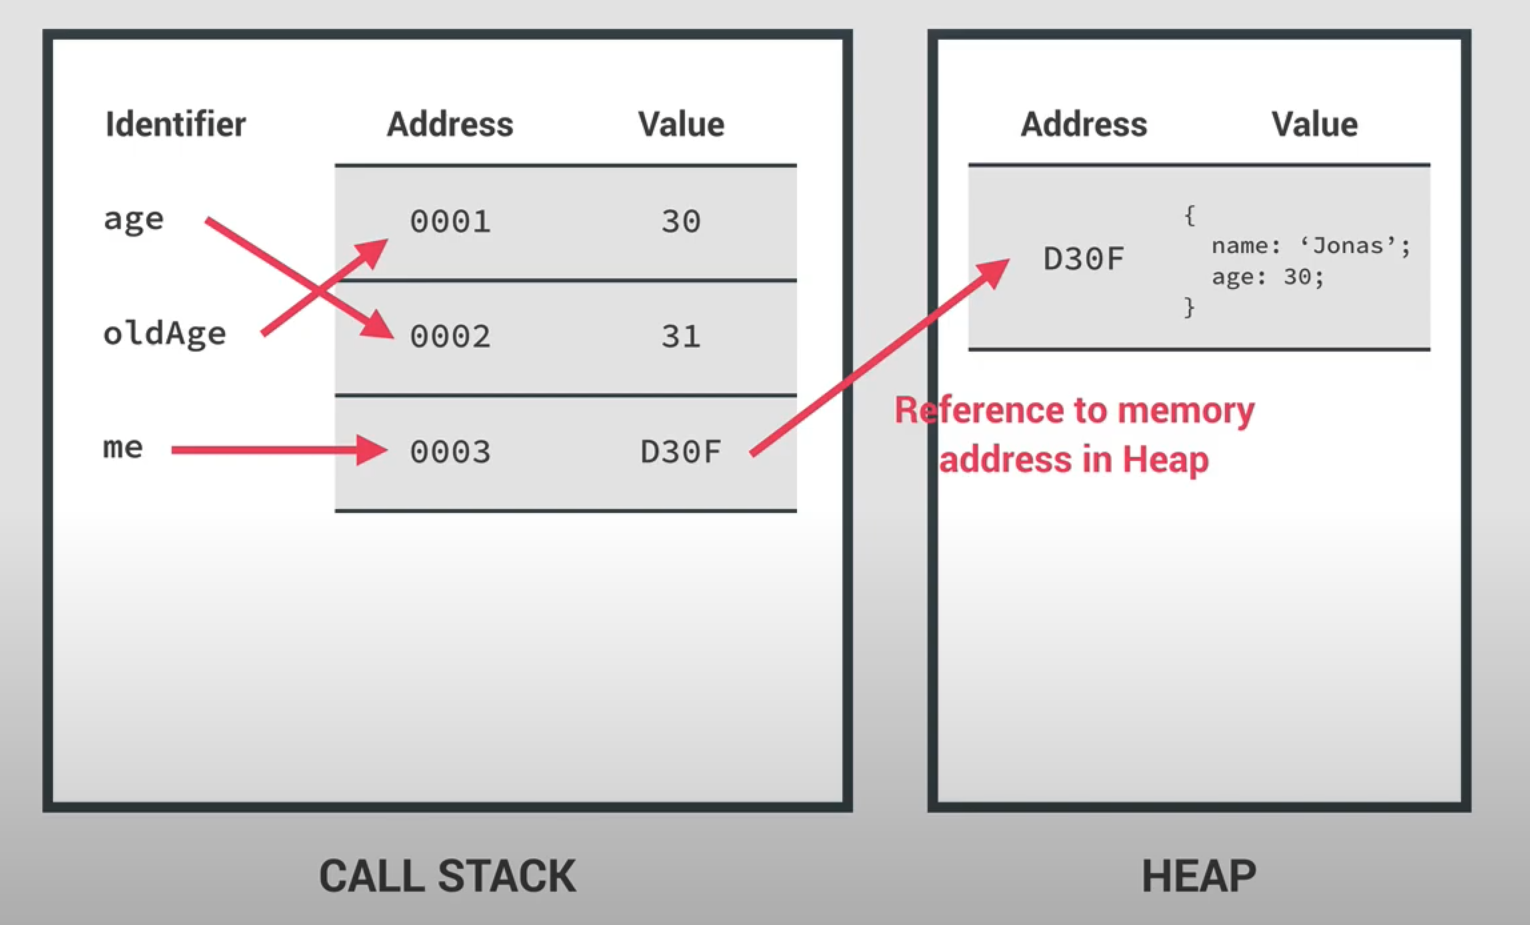 Identifier Address Value
age 0001 30
oldAge 0002 31
me 0003 D30F
CALL STACK
Address Value
D30F
{
name: ‘Jonas’;
age: 30;
}
Reference to memory
address in Heap
HEAP